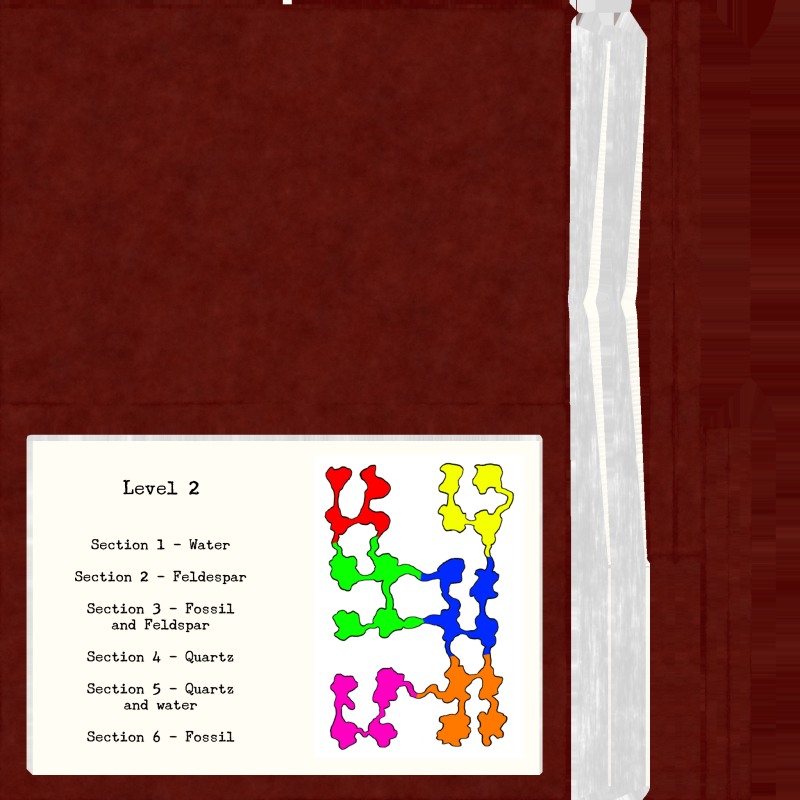 Level 2
Section 1 - Water
Section 2 - Feldespar
Section 3 - Fossil
and Feldspar
Section 4 - Quartz
Section 5 - Quartz
and water
Section 6 - Fossil